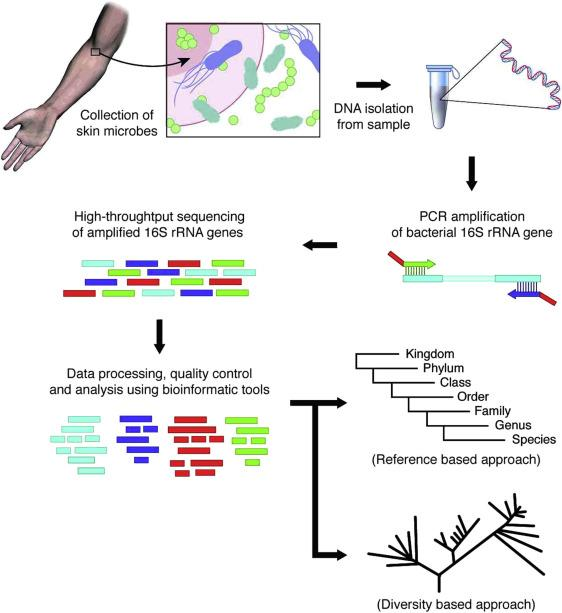 Collection of
skin microbes
DNA isolation
from sample
PCR amplification
of bacterial 16S rRNA gene
High-throughtput sequencing
of amplified 16S rRNA genes
Data processing, quality control
and analysis using bioinformatic tools
Kingdom
Phylum
Class
Order
Family
Genus
Species
(Reference based approach)
(Diversity based approach)